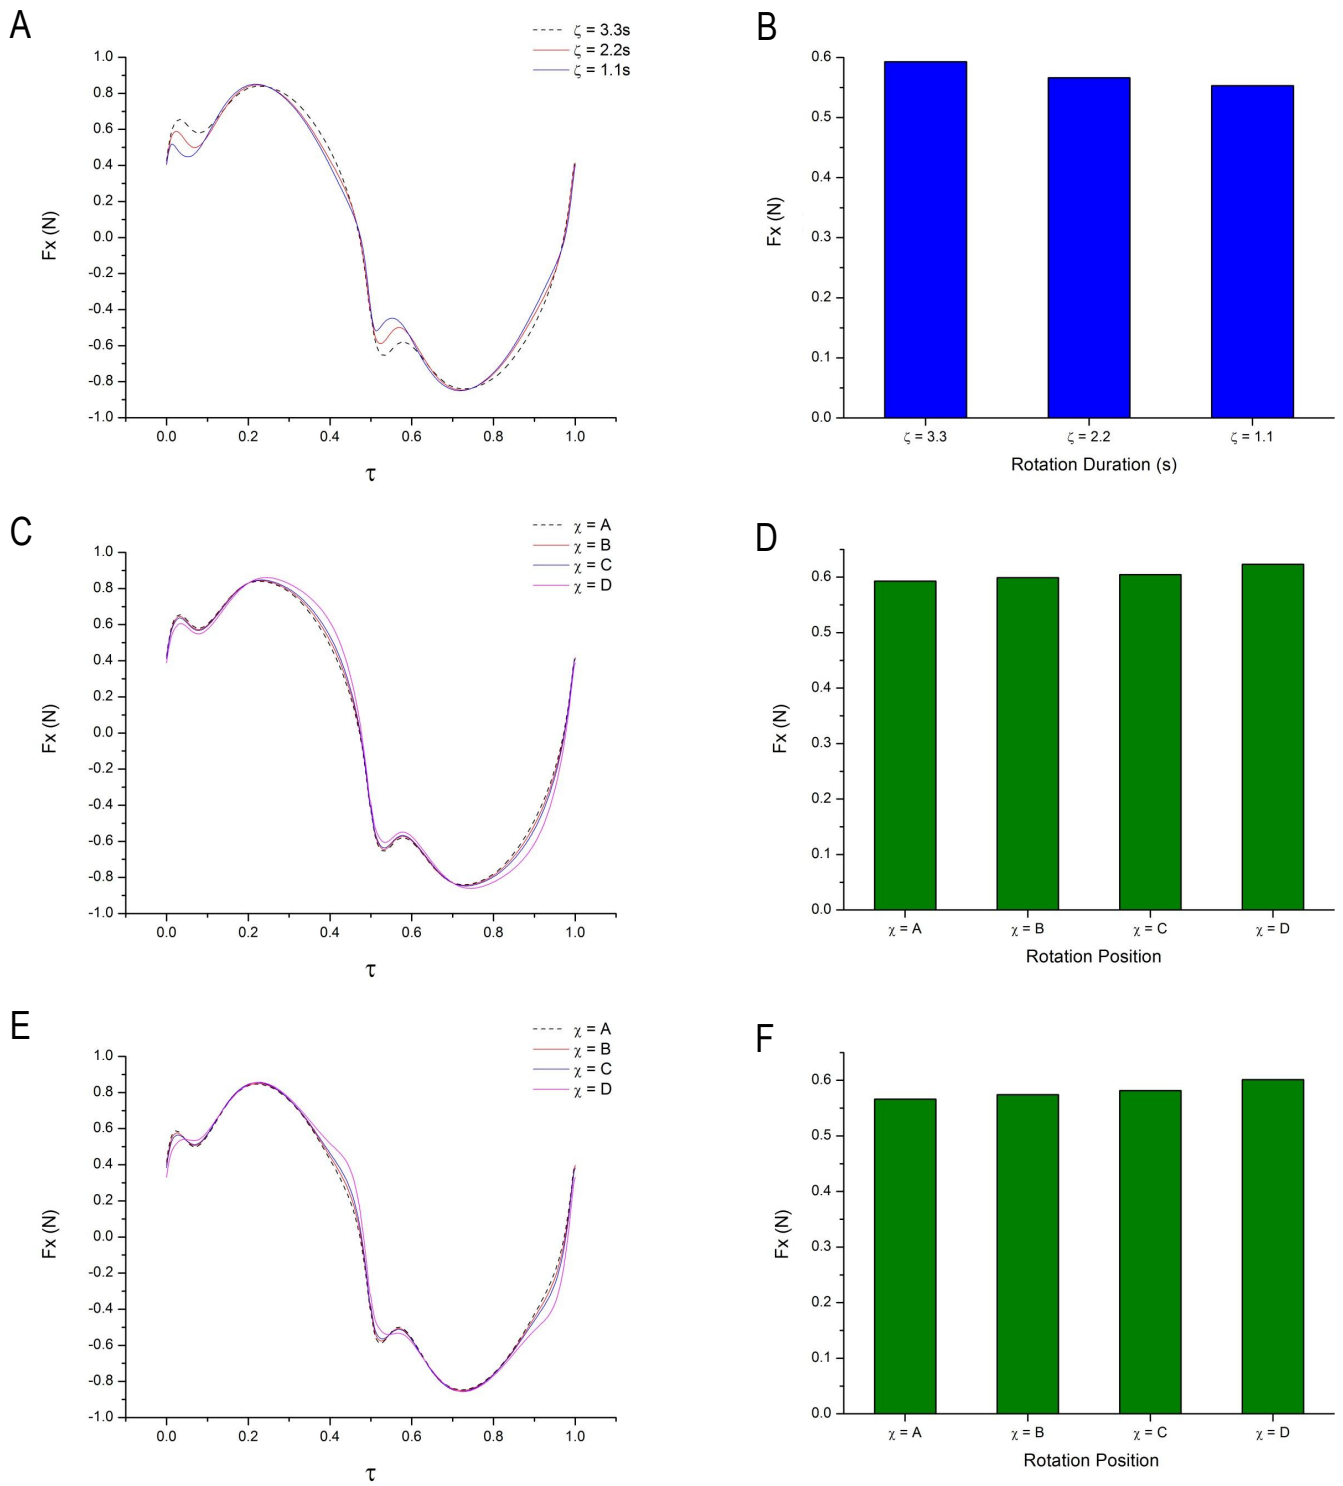 A
ζ = 3.3s
ζ = 2.2s
ζ = 1.1s
1.0
0.8
0.6
0.4
0.2
0.0
-0.2
-0.4
-0.6
-0.8
-1.0
Fx (N)
0.0 0.2 0.4 0.6 0.8 1.0
τ
B
0.6
0.5
0.4
0.3
0.2
0.1
0.0
Fx (N)
ζ = 3.3 ζ = 2.2 ζ = 1.1
Rotation Duration (s)
C
χ = A
χ = B
χ = C
χ = D
1.0
0.8
0.6
0.4
0.2
0.0
-0.2
-0.4
-0.6
-0.8
-1.0
Fx (N)
0.0 0.2 0.4 0.6 0.8 1.0
τ
D
0.6
0.5
0.4
0.3
0.2
0.1
0.0
Fx (N)
χ = A χ = B χ = C χ = D
Rotation Position
E
χ = A
χ = B
χ = C
χ = D
1.0
0.8
0.6
0.4
0.2
0.0
-0.2
-0.4
-0.6
-0.8
-1.0
Fx (N)
0.0 0.2 0.4 0.6 0.8 1.0
τ
F
0.6
0.5
0.4
0.3
0.2
0.1
0.0
Fx (N)
χ = A χ = B χ = C χ = D
Rotation Position